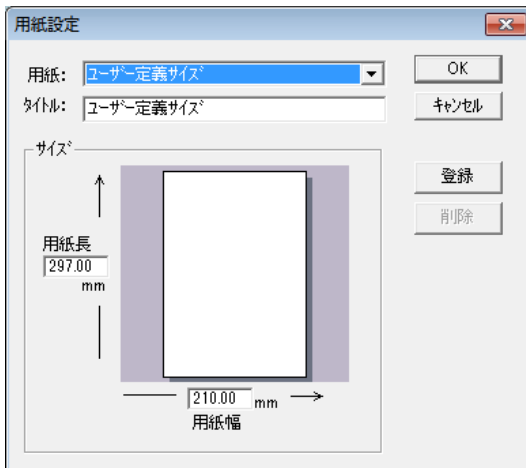 用紙設定
用紙: ユーザー定義サイズ
OK
タイトル: ユーザー定義サイズ
キャンセル
サイズ
登録
削除
用紙長
297.00
mm
210.00 mm
用紙幅